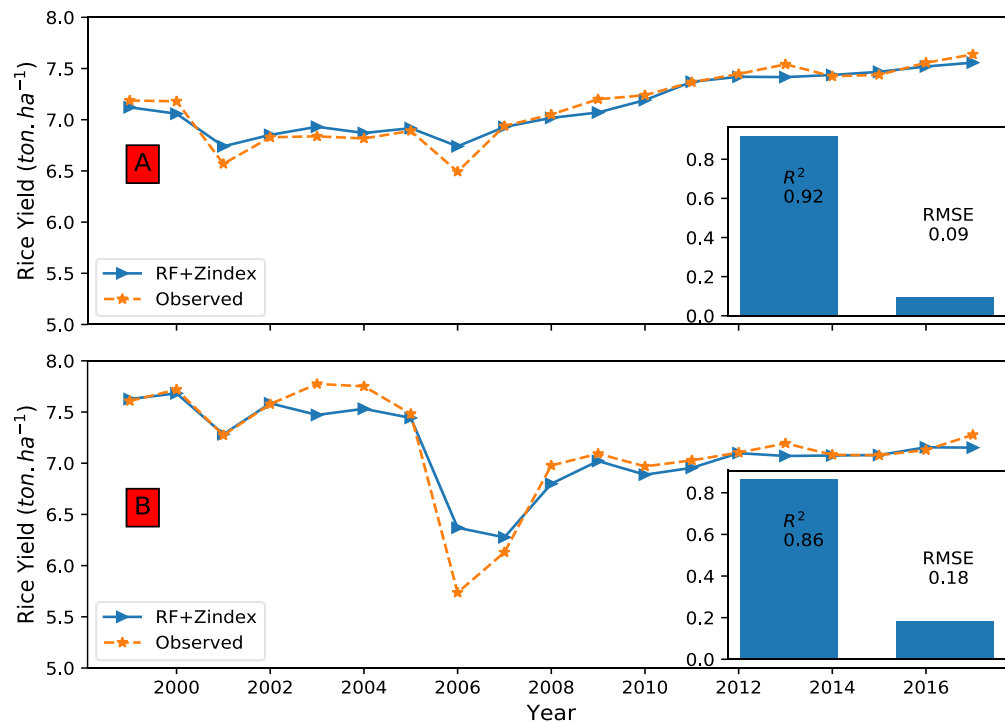 8.0
7.5
7.0
6.5
6.0
5.5
5.0
Rice Yield (ton. ha⁻¹)
A
RF+Zindex
Observed
0.8
0.6
0.4
0.2
0.0
R²
0.92
RMSE
0.09
8.0
7.5
7.0
6.5
6.0
5.5
5.0
Rice Yield (ton. ha⁻¹)
B
RF+Zindex
Observed
0.8
0.6
0.4
0.2
0.0
R²
0.86
RMSE
0.18
2000 2002 2004 2006 2008 2010 2012 2014 2016
Year